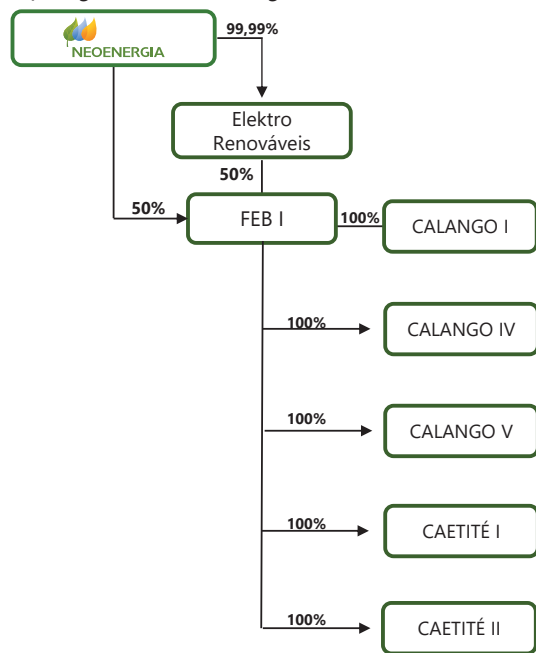 NEOENERGIA
99,99%
Elektro
Renováveis
50%
50%
FEB I
100%
CALANGO I
100%
CALANGO IV
100%
CALANGO V
100%
CAETITÉ I
100%
CAETITÉ II